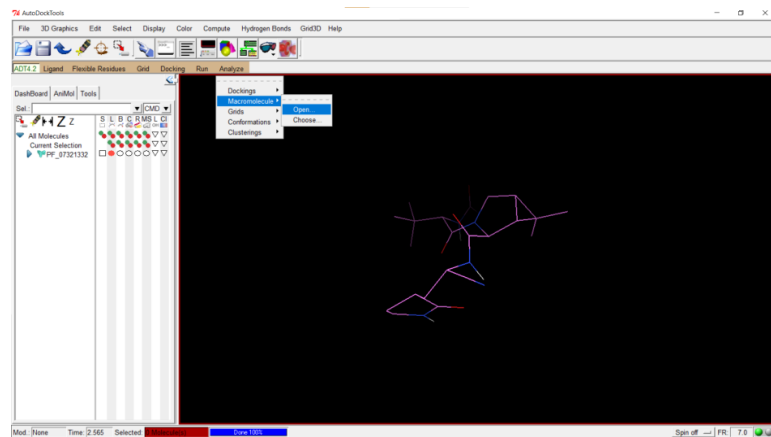 AutoDockTools
File 3D Graphics Edit Select Display Color Compute Hydrogen Bonds Grid3D Help
ADT4.2 Ligand Flexible Residues Grid Docking Run Analyze
Dockings
Macromolecule
Open...
Grids
Choose...
Conformations
Clusterings
DashBoard AniMol Tools
Sel.: CMD
Z z S L B C R MS L Cl
All Molecules
Current Selection
PF_07321332
Mod.: None Time: 2.565 Selected: Done 100% Spin off FR: 7.0